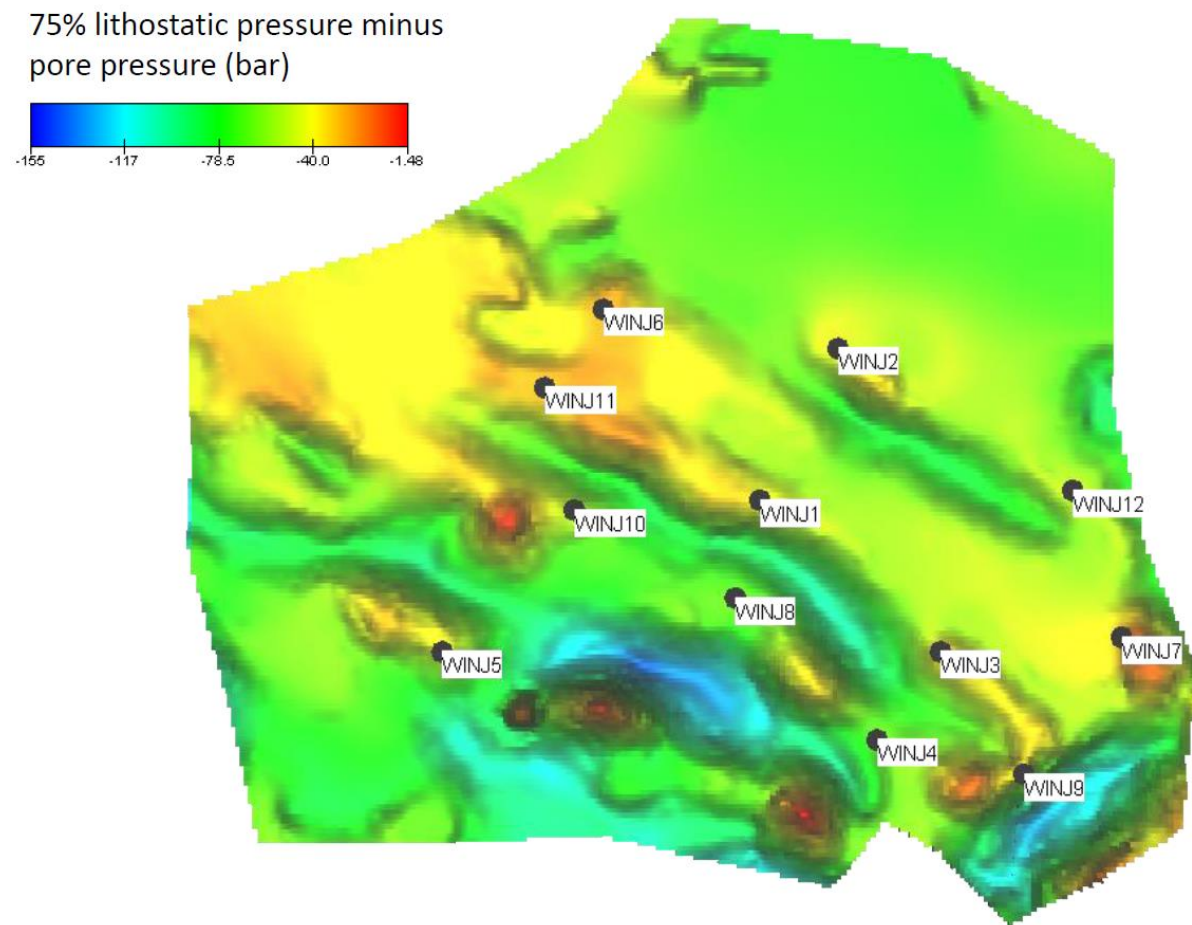 75% lithostatic pressure minus
pore pressure (bar)
-155 -117 -78.5 -40.0 -1.48
WINJ6
WINJ2
WINJ11
WINJ1
WINJ12
WINJ10
WINJ8
WINJ7
WINJ5
WINJ3
WINJ4
WINJ9